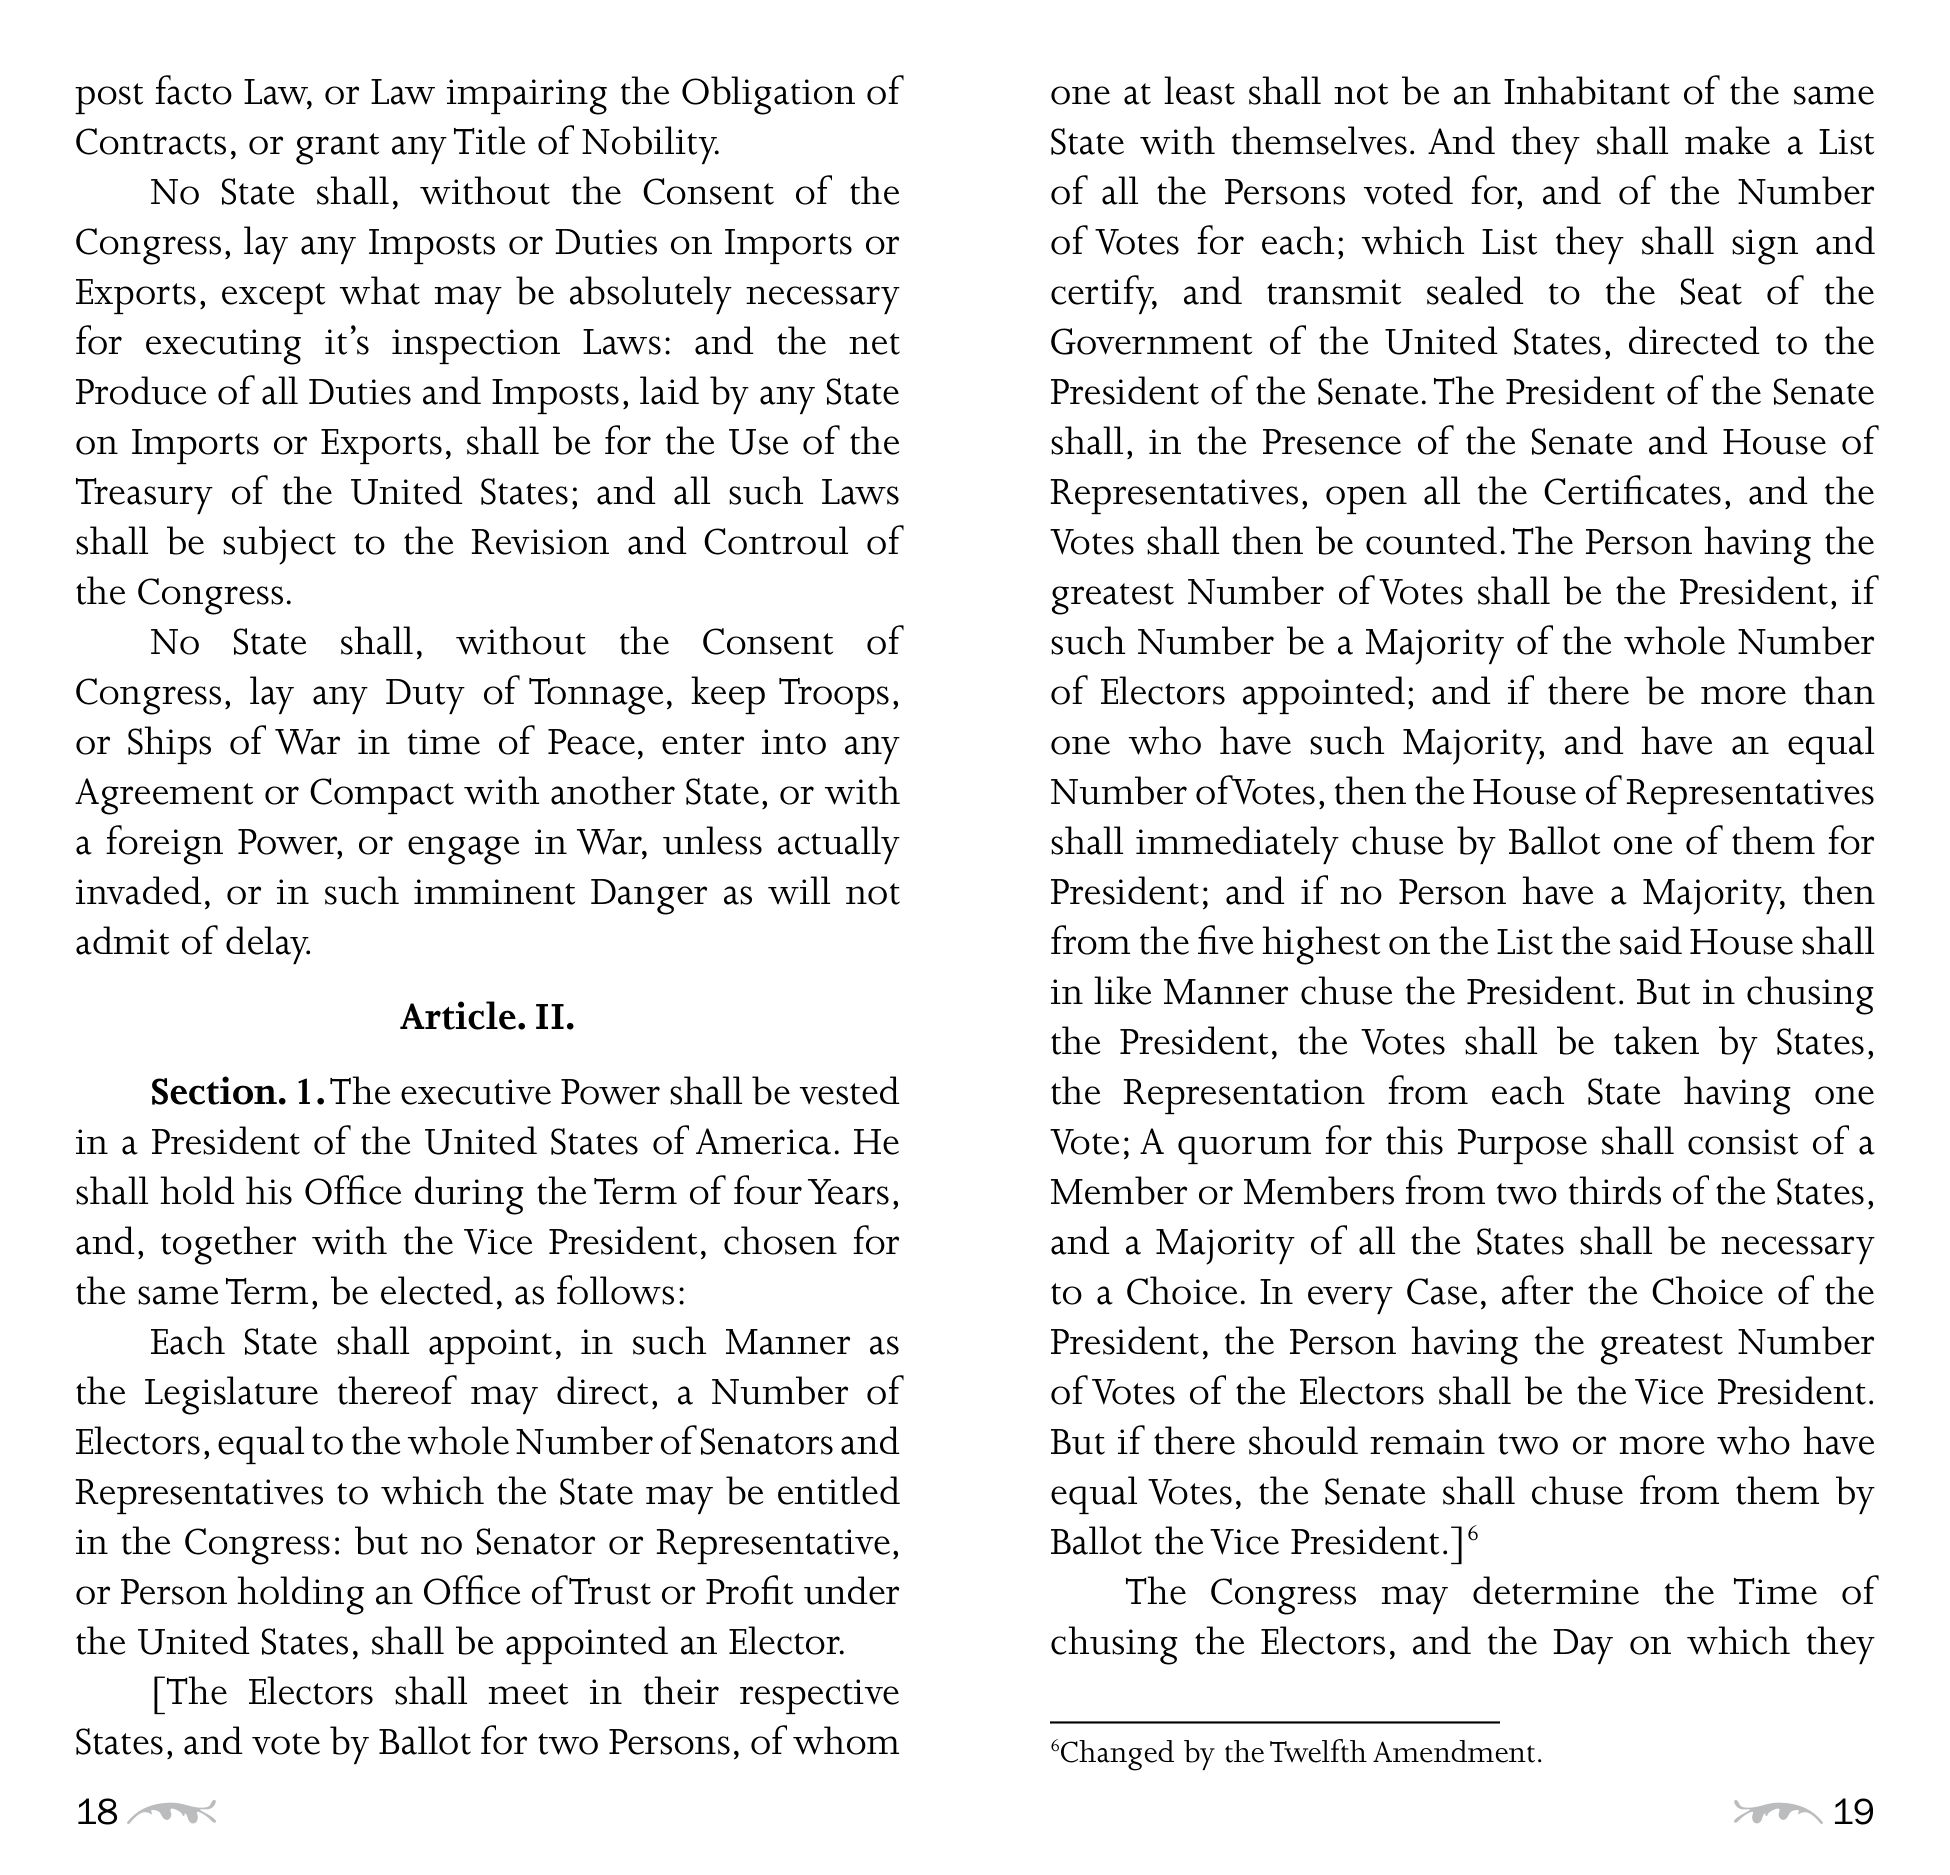 post facto Law, or Law impairing the Obligation of
Contracts, or grant any Title of Nobility.
No State shall, without the Consent of the
Congress, lay any Imposts or Duties on Imports or
Exports, except what may be absolutely necessary
for executing it’s inspection Laws: and the net
Produce of all Duties and Imposts, laid by any State
on Imports or Exports, shall be for the Use of the
Treasury of the United States; and all such Laws
shall be subject to the Revision and Controul of
the Congress.
No State shall, without the Consent of
Congress, lay any Duty of Tonnage, keep Troops,
or Ships of War in time of Peace, enter into any
Agreement or Compact with another State, or with
a foreign Power, or engage in War, unless actually
invaded, or in such imminent Danger as will not
admit of delay.
Article. II.
Section. 1. The executive Power shall be vested
in a President of the United States of America. He
shall hold his Office during the Term of four Years,
and, together with the Vice President, chosen for
the same Term, be elected, as follows:
Each State shall appoint, in such Manner as
the Legislature thereof may direct, a Number of
Electors, equal to the whole Number of Senators and
Representatives to which the State may be entitled
in the Congress: but no Senator or Representative,
or Person holding an Office of Trust or Profit under
the United States, shall be appointed an Elector.
[The Electors shall meet in their respective
States, and vote by Ballot for two Persons, of whom
18
one at least shall not be an Inhabitant of the same
State with themselves. And they shall make a List
of all the Persons voted for, and of the Number
of Votes for each; which List they shall sign and
certify, and transmit sealed to the Seat of the
Government of the United States, directed to the
President of the Senate. The President of the Senate
shall, in the Presence of the Senate and House of
Representatives, open all the Certificates, and the
Votes shall then be counted. The Person having the
greatest Number of Votes shall be the President, if
such Number be a Majority of the whole Number
of Electors appointed; and if there be more than
one who have such Majority, and have an equal
Number of Votes, then the House of Representatives
shall immediately chuse by Ballot one of them for
President; and if no Person have a Majority, then
from the five highest on the List the said House shall
in like Manner chuse the President. But in chusing
the President, the Votes shall be taken by States,
the Representation from each State having one
Vote; A quorum for this Purpose shall consist of a
Member or Members from two thirds of the States,
and a Majority of all the States shall be necessary
to a Choice. In every Case, after the Choice of the
President, the Person having the greatest Number
of Votes of the Electors shall be the Vice President.
But if there should remain two or more who have
equal Votes, the Senate shall chuse from them by
Ballot the Vice President.]⁶
The Congress may determine the Time of
chusing the Electors, and the Day on which they
⁶Changed by the Twelfth Amendment.
19